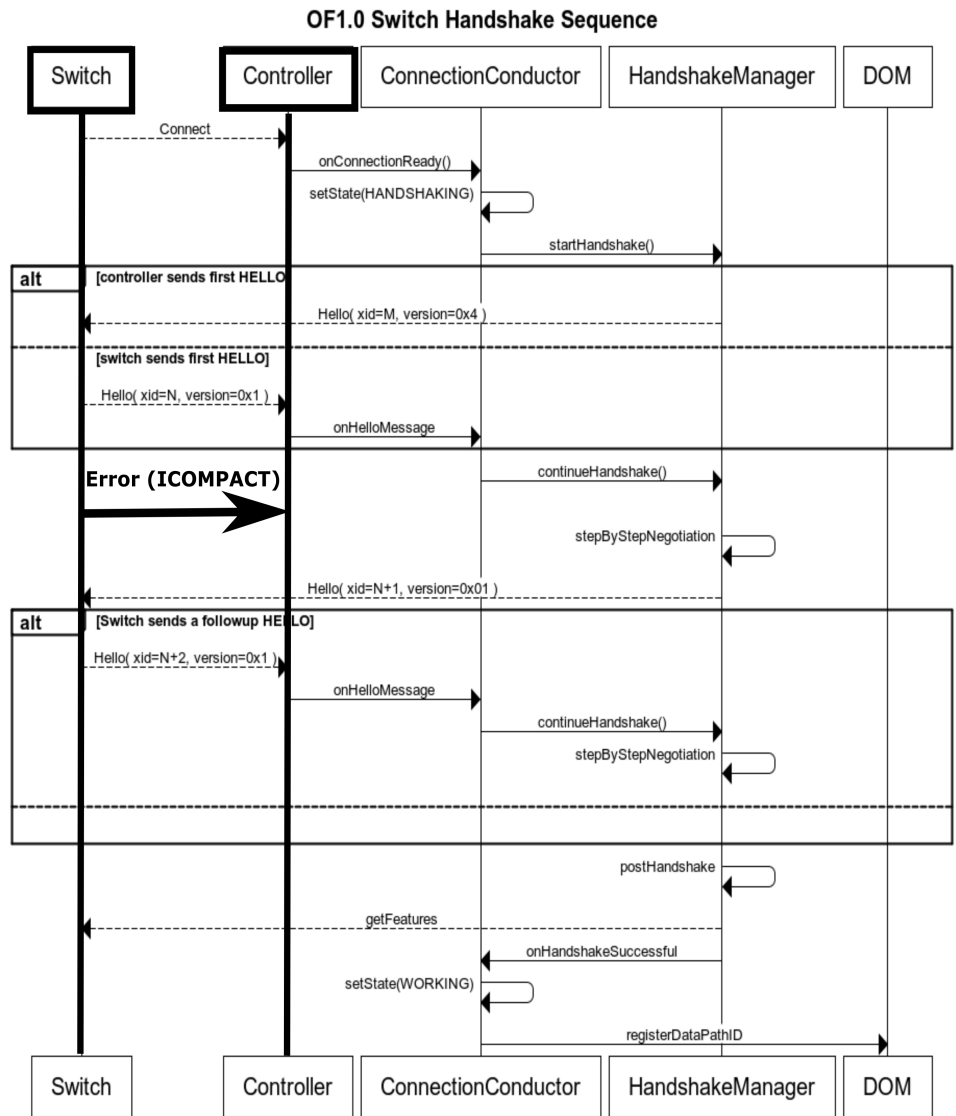 OF1.0 Switch Handshake Sequence
Switch
Controller
ConnectionConductor
HandshakeManager
DOM
Connect
onConnectionReady()
setState(HANDSHAKING)
startHandshake()
alt
[controller sends first HELLO
Hello( xid=M, version=0x4 )
[switch sends first HELLO]
Hello( xid=N, version=0x1 )
onHelloMessage
continueHandshake()
Error (ICOMPACT)
stepByStepNegotiation
Hello( xid=N+1, version=0x01 )
alt
[Switch sends a followup HELLO]
Hello( xid=N+2, version=0x1 )
onHelloMessage
continueHandshake()
stepByStepNegotiation
postHandshake
getFeatures
onHandshakeSuccessful
setState(WORKING)
registerDataPathID
Switch
Controller
ConnectionConductor
HandshakeManager
DOM